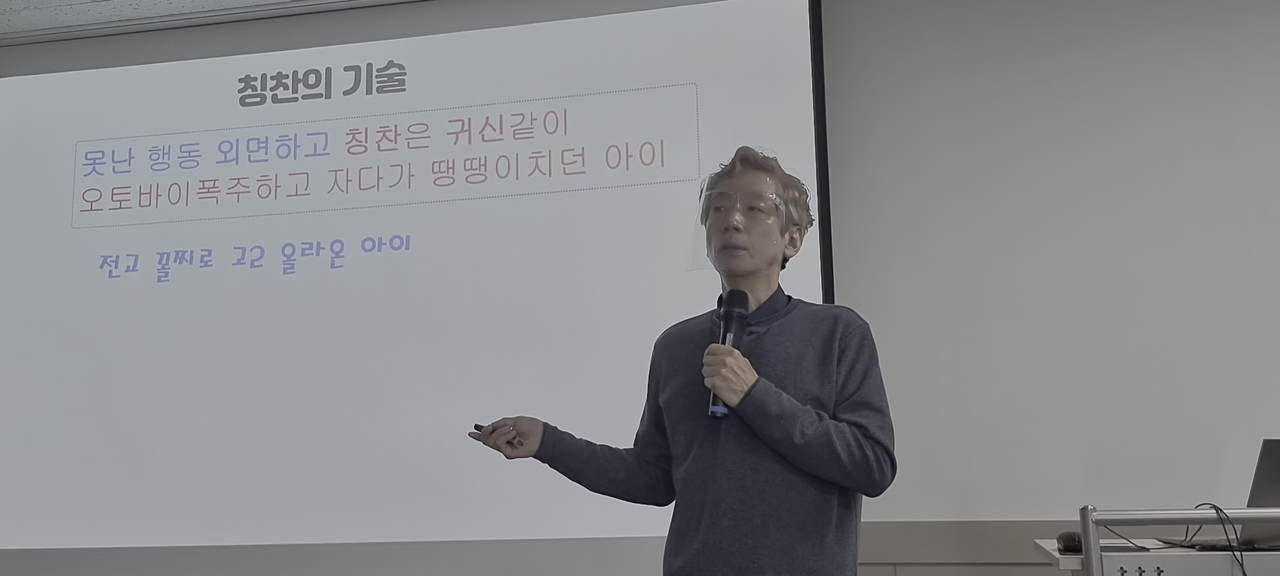 칭찬의 기술
못난 행동 외면하고 칭찬은 귀신같이
오토바이폭주하고 자다가 땡땡이치던 아이
전교 꼴찌로 고2 올라온 아이